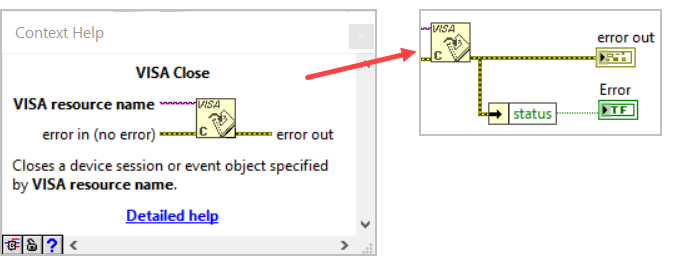 Context Help
VISA Close
VISA resource name
VISA
C
error in (no error)
error out
Closes a device session or event object specified
by VISA resource name.
Detailed help
?
VISA
C
error out
Error
TF
status